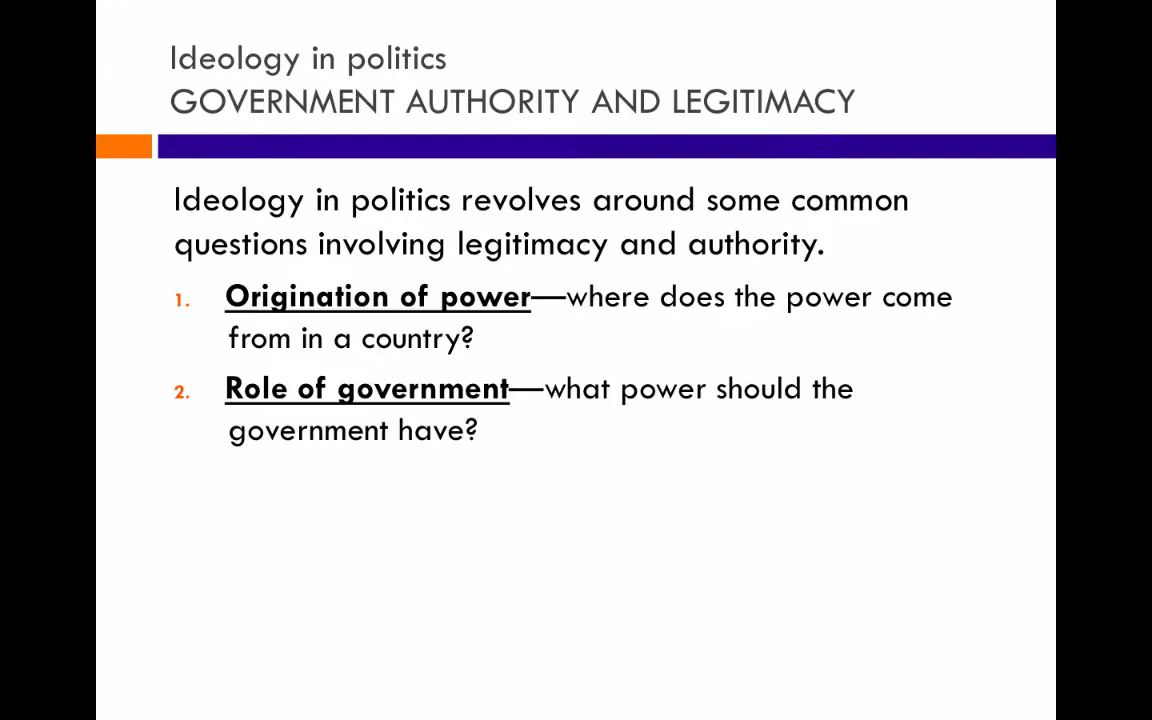 Ideology in politics
GOVERNMENT AUTHORITY AND LEGITIMACY
Ideology in politics revolves around some common
questions involving legitimacy and authority.
1. Origination of power—where does the power come
from in a country?
2. Role of government—what power should the
government have?